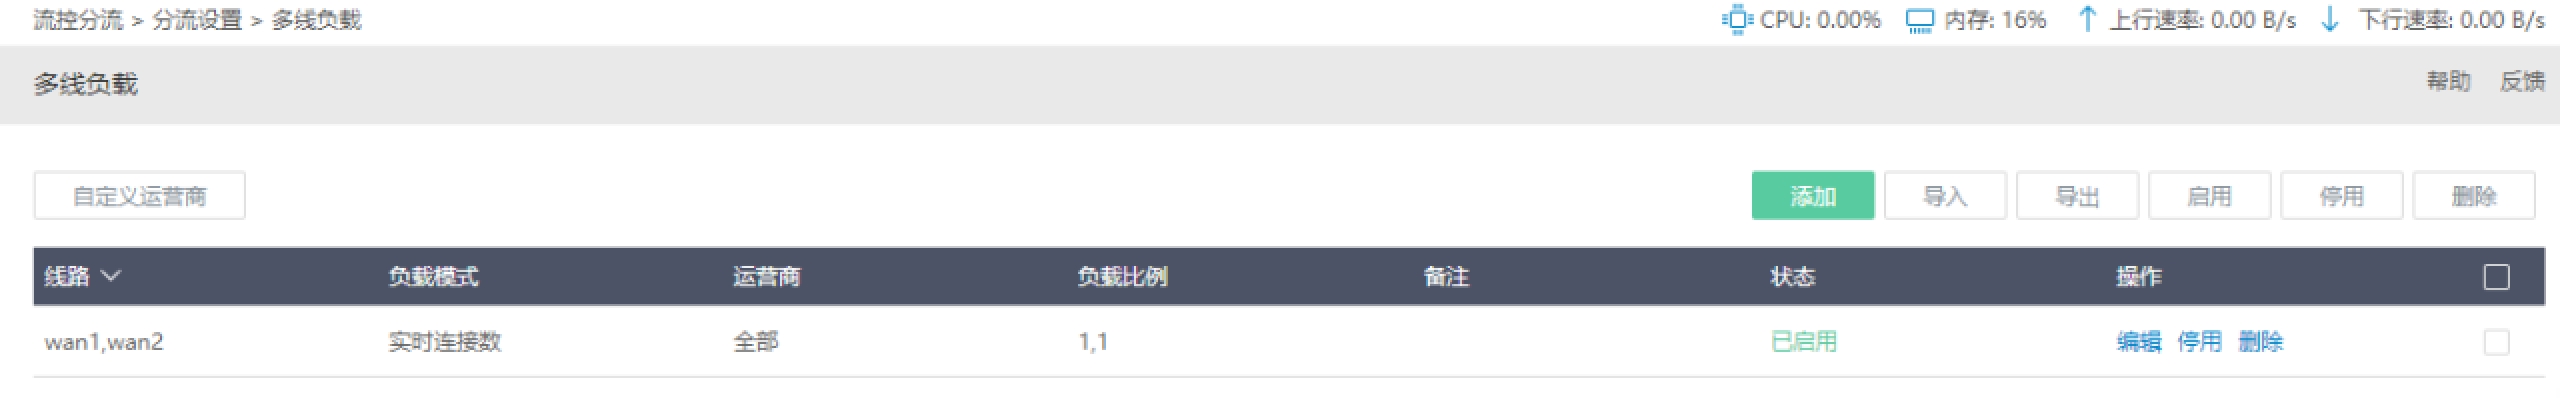 流控分流 > 分流设置 > 多线负载 CPU: 0.00% 内存: 16% 上行速率: 0.00 B/s 下行速率: 0.00 B/s
多线负载 帮助 反馈
自定义运营商 添加 导入 导出 启用 停用 删除
线路 负载模式 运营商 负载比例 备注 状态 操作
wan1,wan2 实时连接数 全部 1,1 已启用 编辑 停用 删除